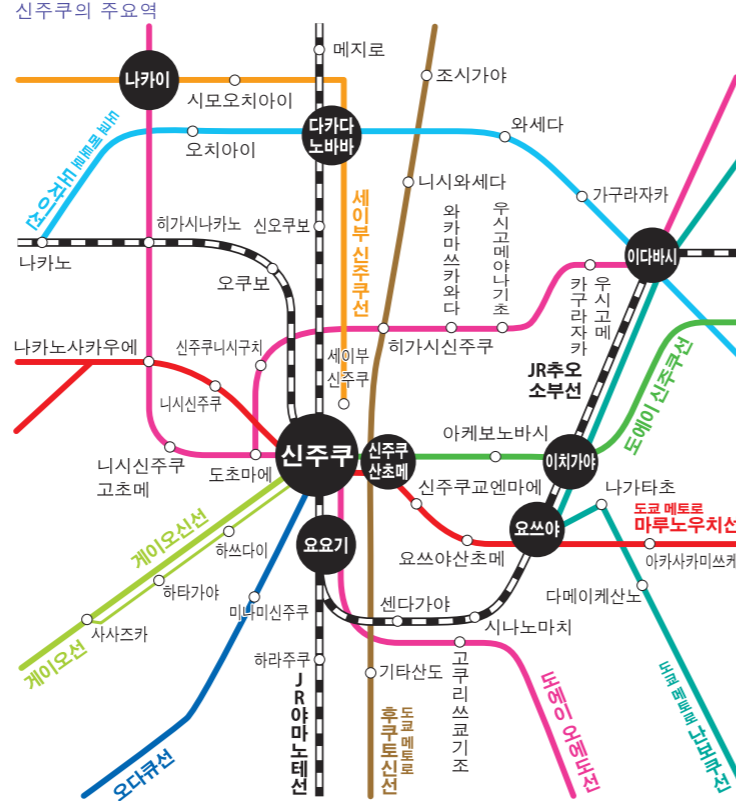 신주쿠의 주요역
메지로
나카이
조시가야
시모오치아이
도쿄 메트로 도자이선
다카다
노바바
와세다
오치아이
니시와세다
가구라자카
세이부 신주쿠선
와카마쓰카와다
우시고메야나기초
히가시나카노
신오쿠보
이다바시
나카노
오쿠보
우시고메
카구라자카
나카노사카우에
신주쿠니시구치
세이부
신주쿠
히가시신주쿠
JR추오
소부선
도에이 신주쿠선
니시신주쿠
아케보노바시
신주쿠
신주쿠
산초메
이치가야
니시신주쿠
고초메
도초마에
신주쿠교엔마에
나가타초
도쿄 메토로
마루노우치선
게이오신선
하쓰다이
요요기
요쓰야
요쓰야산초메
아카사카미쓰케
하타가야
미나미신주쿠
센다가야
시나노마치
다메이케산노
사사즈카
게이오선
하라주쿠
기타산도
고쿠리쓰쿄기조
JR야마노테선
도쿄 메토로
후쿠토신선
도에이 오에도선
도쿄 메토로 난보쿠선
오다큐선